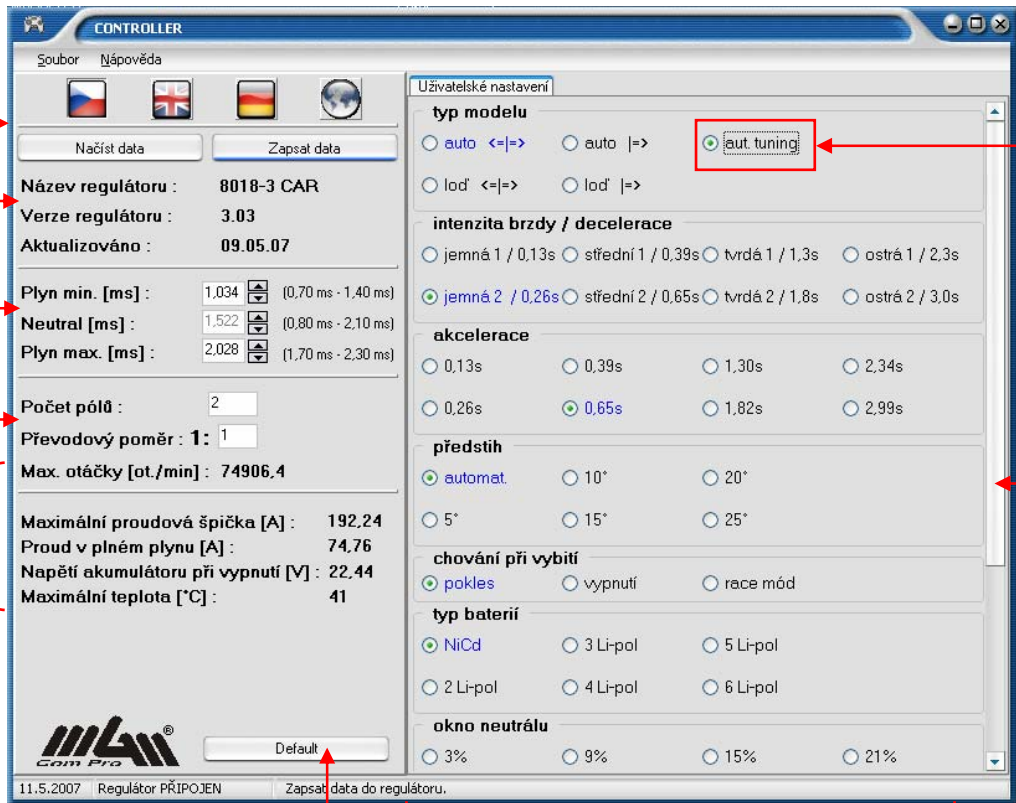 CONTROLLER
Soubor Nápověda
Načíst data Zapsat data
Název regulátoru : 8018-3 CAR
Verze regulátoru : 3.03
Aktualizováno : 09.05.07
Plyn min. [ms] : 1,034 (0,70 ms - 1,40 ms)
Neutral [ms] : 1,522 (0,80 ms - 2,10 ms)
Plyn max. [ms] : 2,028 (1,70 ms - 2,30 ms)
Počet pólů : 2
Převodový poměr : 1: 1
Max. otáčky [ot./min] : 74906,4
Maximální proudová špička [A] : 192,24
Proud v plném plynu [A] : 74,76
Napětí akumulátoru při vypnutí [V] : 22,44
Maximální teplota [°C] : 41
mgm ®
Com Pro
Default
Uživatelské nastavení
typ modelu
auto <=|=> auto |=> aut. tuning
loď <=|=> loď |=>
intenzita brzdy / decelerace
jemná 1 / 0,13s střední 1 / 0,39s tvrdá 1 / 1,3s ostrá 1 / 2,3s
jemná 2 / 0,26s střední 2 / 0,65s tvrdá 2 / 1,8s ostrá 2 / 3,0s
akcelerace
0,13s 0,39s 1,30s 2,34s
0,26s 0,65s 1,82s 2,99s
předstih
automat. 10° 20°
5° 15° 25°
chování při vybití
pokles vypnutí race mód
typ baterií
NiCd 3 Li-pol 5 Li-pol
2 Li-pol 4 Li-pol 6 Li-pol
okno neutrálu
3% 9% 15% 21%
11.5.2007 Regulátor PŘIPOJEN Zapsat data do regulátoru.